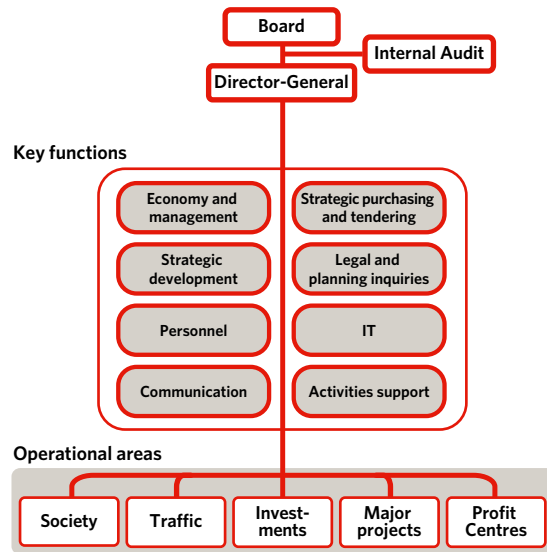 Board
Internal Audit
Director-General
Key functions
Economy and
management
Strategic purchasing
and tendering
Strategic
development
Legal and
planning inquiries
Personnel
IT
Communication
Activities support
Operational areas
Society
Traffic
Invest-
ments
Major
projects
Profit
Centres